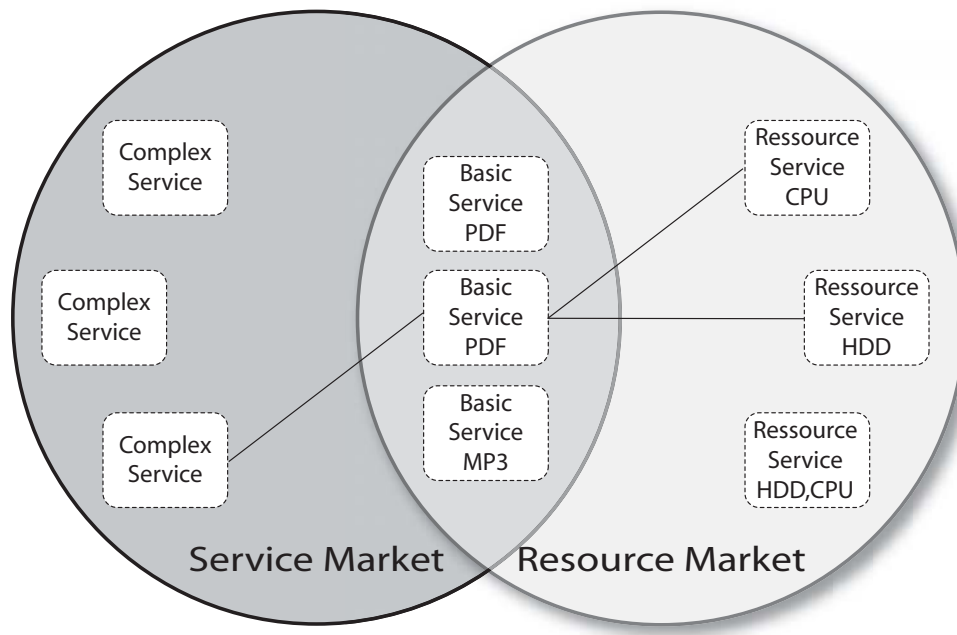 Complex
Service
Complex
Service
Complex
Service
Basic
Service
PDF
Basic
Service
PDF
Basic
Service
MP3
Ressource
Service
CPU
Ressource
Service
HDD
Ressource
Service
HDD,CPU
Service Market
Resource Market